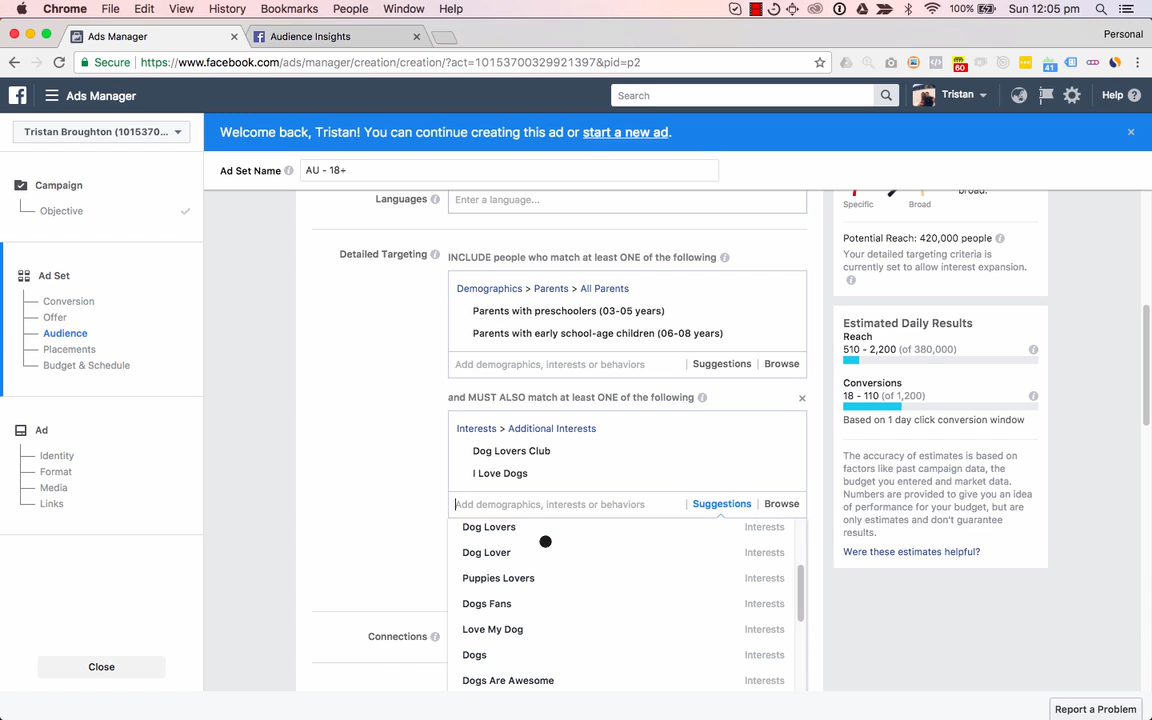 Chrome File Edit View History Bookmarks People Window Help 100% Sun 12:05 pm
Ads Manager Audience Insights Personal
Secure https://www.facebook.com/ads/manager/creation/creation/?act=10153700329921397&pid=p2 60 41
Ads Manager Search Tristan Help
Tristan Broughton (1015370... Welcome back, Tristan! You can continue creating this ad or start a new ad.
Ad Set Name AU - 18+
Campaign
Objective
Ad Set
Conversion
Offer
Audience
Placements
Budget & Schedule
Ad
Identity
Format
Media
Links
Close
Languages Enter a language...
Detailed Targeting INCLUDE people who match at least ONE of the following
Demographics > Parents > All Parents
Parents with preschoolers (03-05 years)
Parents with early school-age children (06-08 years)
Add demographics, interests or behaviors Suggestions Browse
and MUST ALSO match at least ONE of the following
Interests > Additional Interests
Dog Lovers Club
I Love Dogs
Add demographics, interests or behaviors Suggestions Browse
Dog Lovers Interests
Dog Lover Interests
Puppies Lovers Interests
Dogs Fans Interests
Love My Dog Interests
Dogs Interests
Dogs Are Awesome Interests
Connections
broad.
Specific Broad
Potential Reach: 420,000 people
Your detailed targeting criteria is
currently set to allow interest expansion.
Estimated Daily Results
Reach
510 - 2,200 (of 380,000)
Conversions
18 - 110 (of 1,200)
Based on 1 day click conversion window
The accuracy of estimates is based on
factors like past campaign data, the
budget you entered and market data.
Numbers are provided to give you an idea
of performance for your budget, but are
only estimates and don't guarantee
results.
Were these estimates helpful?
Report a Problem